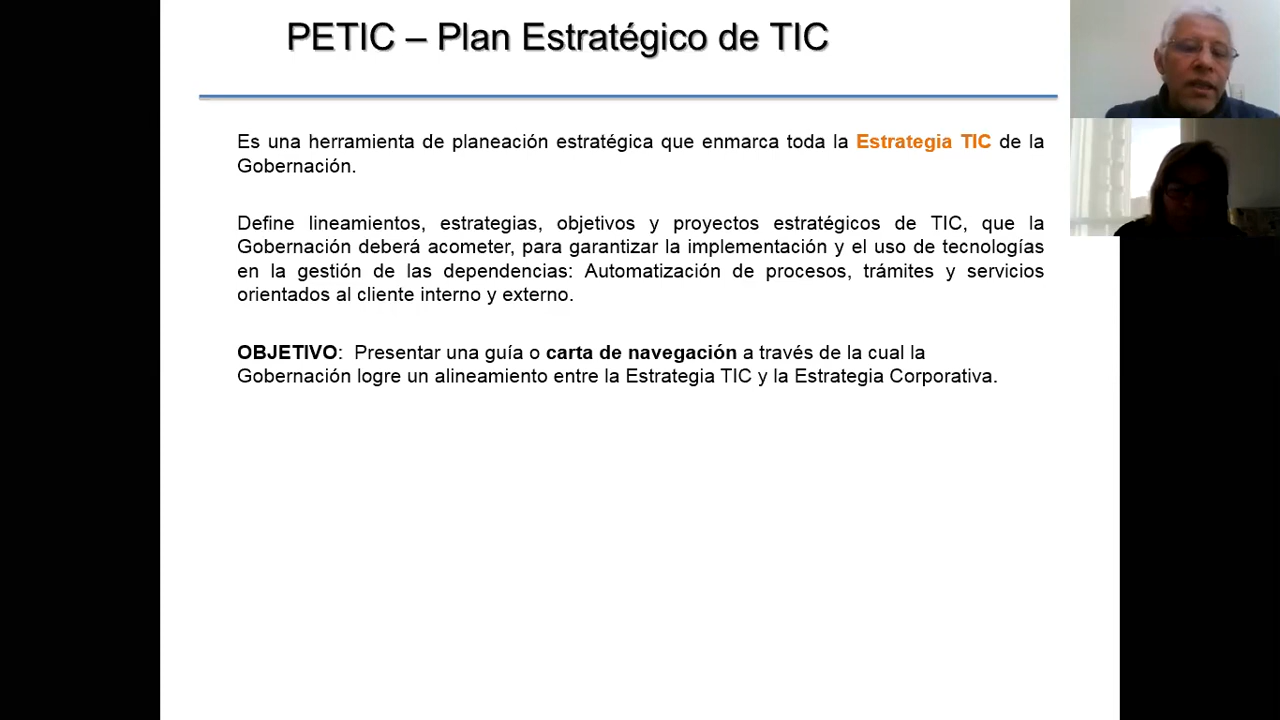 PETIC – Plan Estratégico de TIC
Es una herramienta de planeación estratégica que enmarca toda la Estrategia TIC de la
Gobernación.
Define lineamientos, estrategias, objetivos y proyectos estratégicos de TIC, que la
Gobernación deberá acometer, para garantizar la implementación y el uso de tecnologías
en la gestión de las dependencias: Automatización de procesos, trámites y servicios
orientados al cliente interno y externo.
OBJETIVO: Presentar una guía o carta de navegación a través de la cual la
Gobernación logre un alineamiento entre la Estrategia TIC y la Estrategia Corporativa.